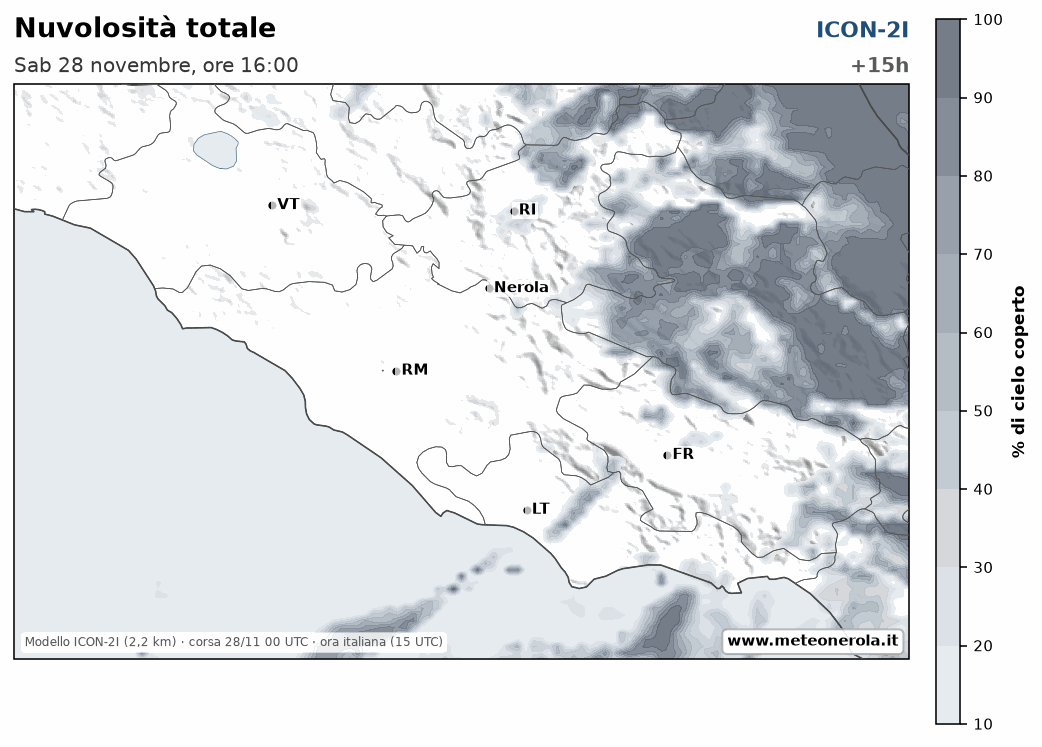 Nuvolosità totale
ICON-2I
Sab 28 novembre, ore 16:00
+15h
VT
RI
Nerola
RM
FR
LT
Modello ICON-2I (2,2 km) · corsa 28/11 00 UTC · ora italiana (15 UTC)
www.meteonerola.it
100
90
80
70
60
50
40
30
20
10
% di cielo coperto